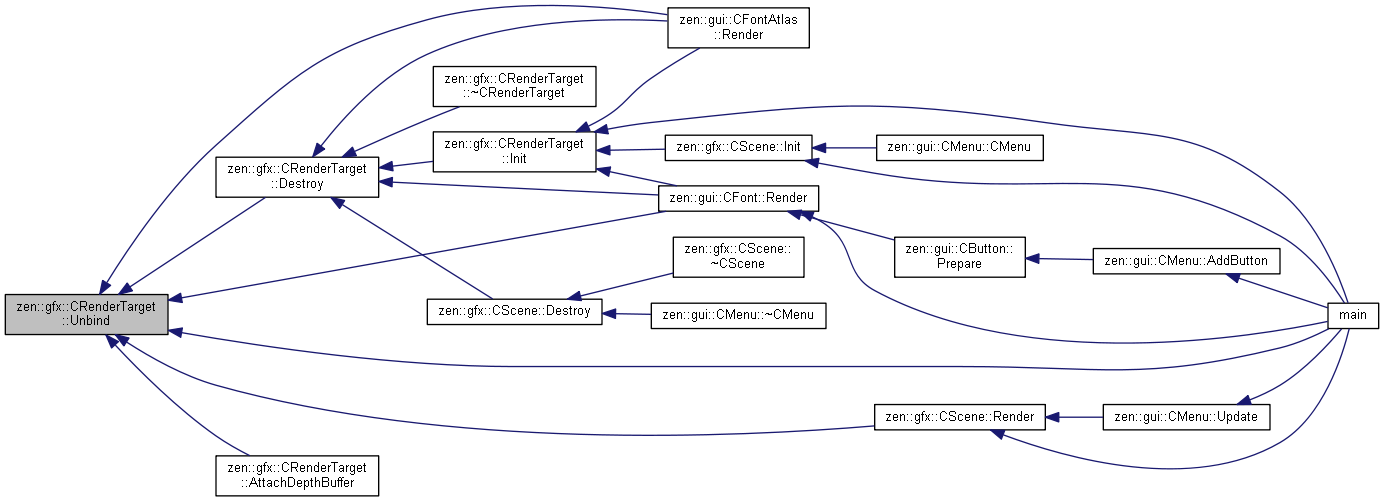 zen::gui::CFontAtlas
::Render
zen::gfx::CRenderTarget
::~CRenderTarget
zen::gfx::CRenderTarget
::Init
zen::gfx::CScene::Init
zen::gui::CMenu::CMenu
zen::gfx::CRenderTarget
::Destroy
zen::gui::CFont::Render
zen::gfx::CScene::
~CScene
zen::gui::CButton::
Prepare
zen::gui::CMenu::AddButton
zen::gfx::CRenderTarget
::Unbind
zen::gfx::CScene::Destroy
zen::gui::CMenu::~CMenu
main
zen::gfx::CScene::Render
zen::gui::CMenu::Update
zen::gfx::CRenderTarget
::AttachDepthBuffer